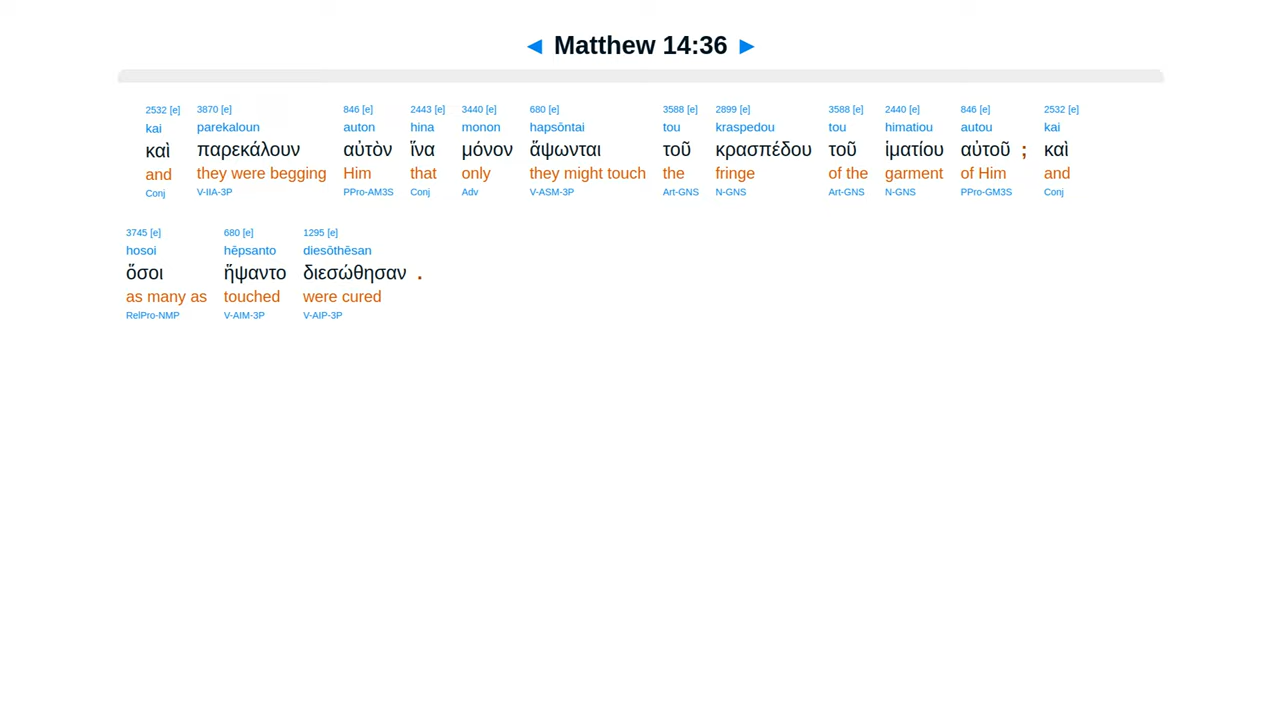 ◄ Matthew 14:36 ►
2532 [e] 3870 [e] 846 [e] 2443 [e] 3440 [e] 680 [e] 3588 [e] 2899 [e] 3588 [e] 2440 [e] 846 [e] 2532 [e]
kai parekaloun auton hina monon hapsōntai tou kraspedou tou himatiou autou kai
καὶ παρεκάλουν αὐτὸν ἵνα μόνον ἅψωνται τοῦ κρασπέδου τοῦ ἱματίου αὐτοῦ ; καὶ
and they were begging Him that only they might touch the fringe of the garment of Him and
Conj V-IIA-3P PPro-AM3S Conj Adv V-ASM-3P Art-GNS N-GNS Art-GNS N-GNS PPro-GM3S Conj
3745 [e] 680 [e] 1295 [e]
hosoi hēpsanto diesōthēsan
ὅσοι ἥψαντο διεσώθησαν .
as many as touched were cured
RelPro-NMP V-AIM-3P V-AIP-3P